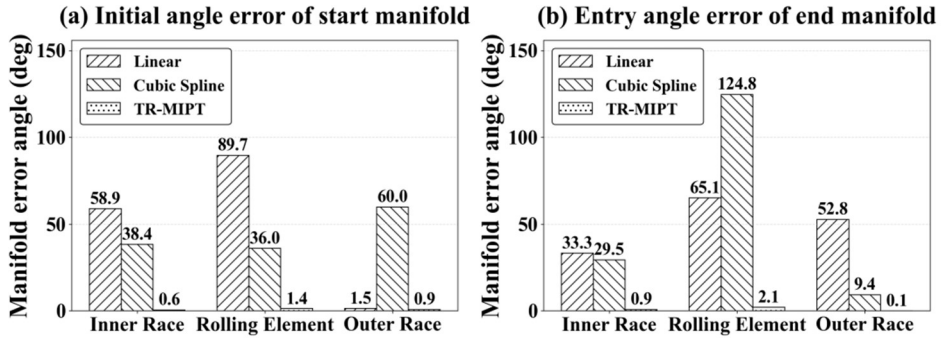 (a) Initial angle error of start manifold
Manifold error angle (deg)
150
100
50
0
Linear
Cubic Spline
TR-MIPT
58.9
38.4
0.6
89.7
36.0
1.4
1.5
60.0
0.9
Inner Race
Rolling Element
Outer Race
(b) Entry angle error of end manifold
Manifold error angle (deg)
150
100
50
0
Linear
Cubic Spline
TR-MIPT
33.3
29.5
0.9
65.1
124.8
2.1
52.8
9.4
0.1
Inner Race
Rolling Element
Outer Race